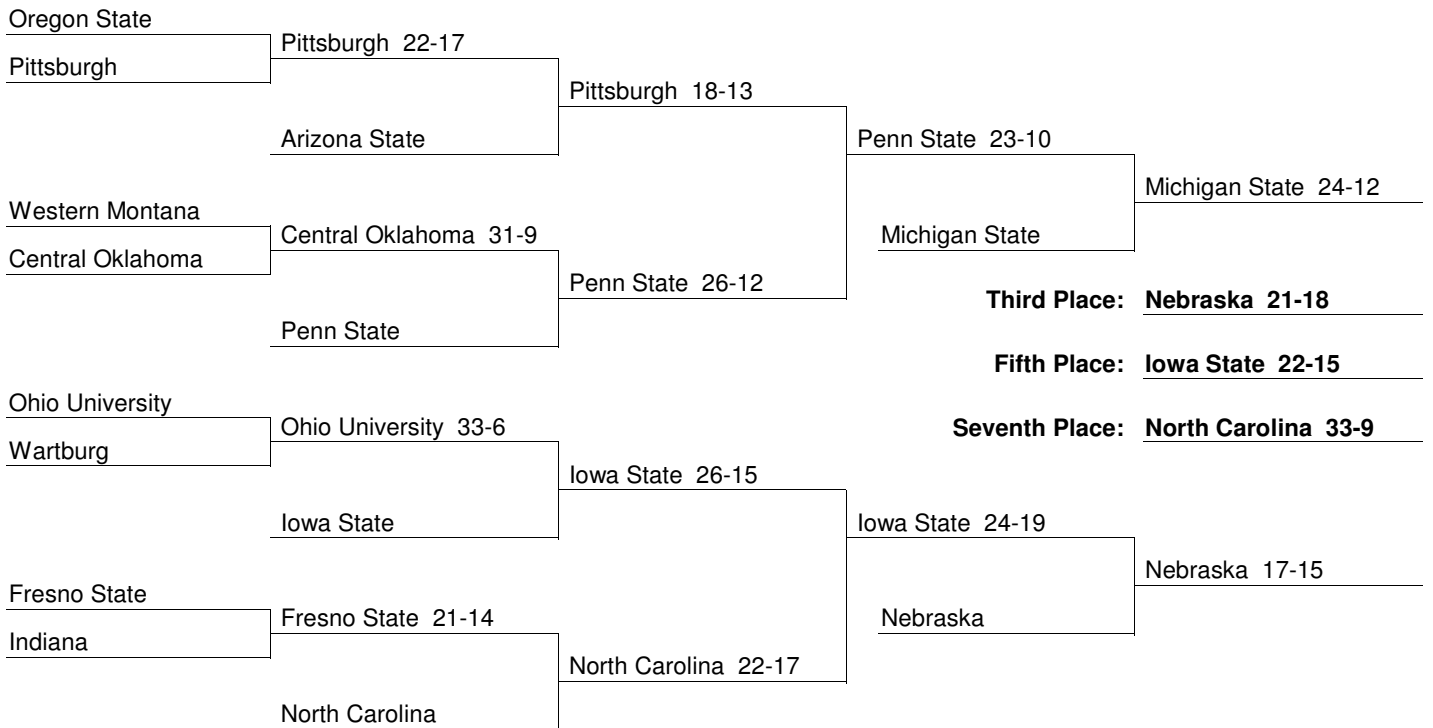 Oregon State
Pittsburgh 22-17
Pittsburgh
Pittsburgh 18-13
Arizona State
Penn State 23-10
Michigan State 24-12
Western Montana
Central Oklahoma 31-9
Michigan State
Central Oklahoma
Penn State 26-12
Third Place: Nebraska 21-18
Penn State
Fifth Place: Iowa State 22-15
Ohio University
Ohio University 33-6
Seventh Place: North Carolina 33-9
Wartburg
Iowa State 26-15
Iowa State
Iowa State 24-19
Nebraska 17-15
Fresno State
Fresno State 21-14
Nebraska
Indiana
North Carolina 22-17
North Carolina